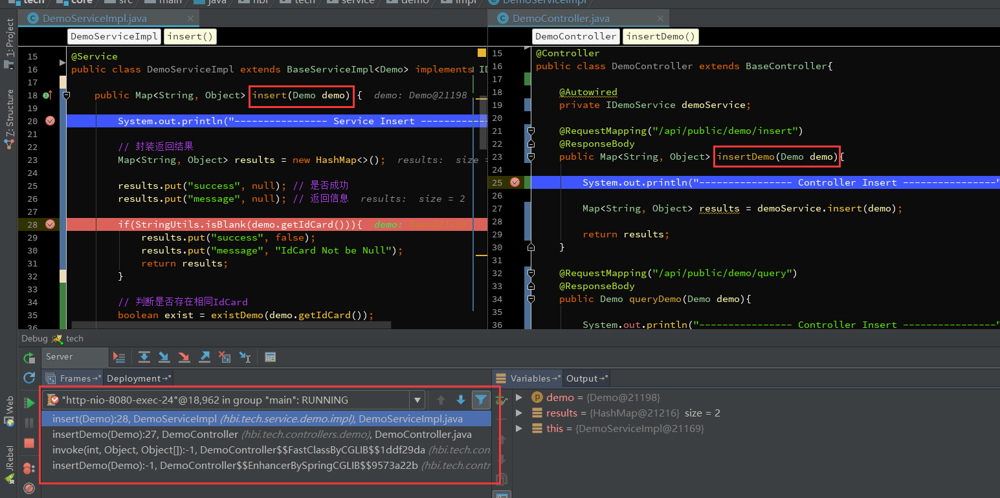 tech core src main java hbi tech service demo impl DemoServiceImpl
DemoServiceImpl.java
DemoServiceImpl insert()
15 @Service
16 public class DemoServiceImpl extends BaseServiceImpl<Demo> implements ID
17
18 public Map<String, Object> insert(Demo demo) { demo: Demo@21198
19
20 System.out.println("---------------- Service Insert -----------
21
22 // 封装返回结果
23 Map<String, Object> results = new HashMap<>(); results: size =
24
25 results.put("success", null); // 是否成功
26 results.put("message", null); // 返回信息 results: size = 2
27
28 if(StringUtils.isBlank(demo.getIdCard())){ demo: Demo@21198
29 results.put("success", false);
30 results.put("message", "IdCard Not be Null");
31 return results;
32 }
33
34 // 判断是否存在相同IdCard
35 boolean exist = existDemo(demo.getIdCard());
36
DemoController.java
DemoController insertDemo()
15 @Controller
16 public class DemoController extends BaseController{
17
18 @Autowired
19 private IDemoService demoService;
20
21 @RequestMapping("/api/public/demo/insert")
22 @ResponseBody
23 public Map<String, Object> insertDemo(Demo demo){
24
25 System.out.println("---------------- Controller Insert ----------------"
26
27 Map<String, Object> results = demoService.insert(demo);
28
29 return results;
30 }
31
32 @RequestMapping("/api/public/demo/query")
33 @ResponseBody
34 public Demo queryDemo(Demo demo){
35
36 System.out.println("---------------- Controller Insert ----------------"
1: Project
Z: Structure
Web
JRebel
Debug tech
Server
Frames Deployment
"http-nio-8080-exec-24"@18,962 in group "main": RUNNING
insert(Demo):28, DemoServiceImpl (hbi.tech.service.demo.impl), DemoServiceImpl.java
insertDemo(Demo):27, DemoController (hbi.tech.controllers.demo), DemoController.java
invoke(int, Object, Object[]):-1, DemoController$$FastClassByCGLIB$$1ddf29da (hbi.tech.con
insertDemo(Demo):-1, DemoController$$EnhancerBySpringCGLIB$$9573a22b (hbi.tech.contr
Variables Output
demo = {Demo@21198}
results = {HashMap@21216} size = 2
this = {DemoServiceImpl@21169}